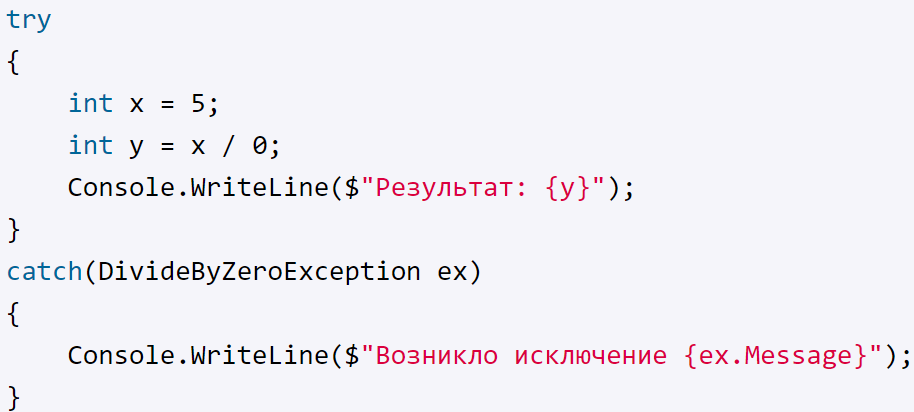 try
{
    int x = 5;
    int y = x / 0;
    Console.WriteLine($"Результат: {y}");
}
catch(DivideByZeroException ex)
{
    Console.WriteLine($"Возникло исключение {ex.Message}");
}